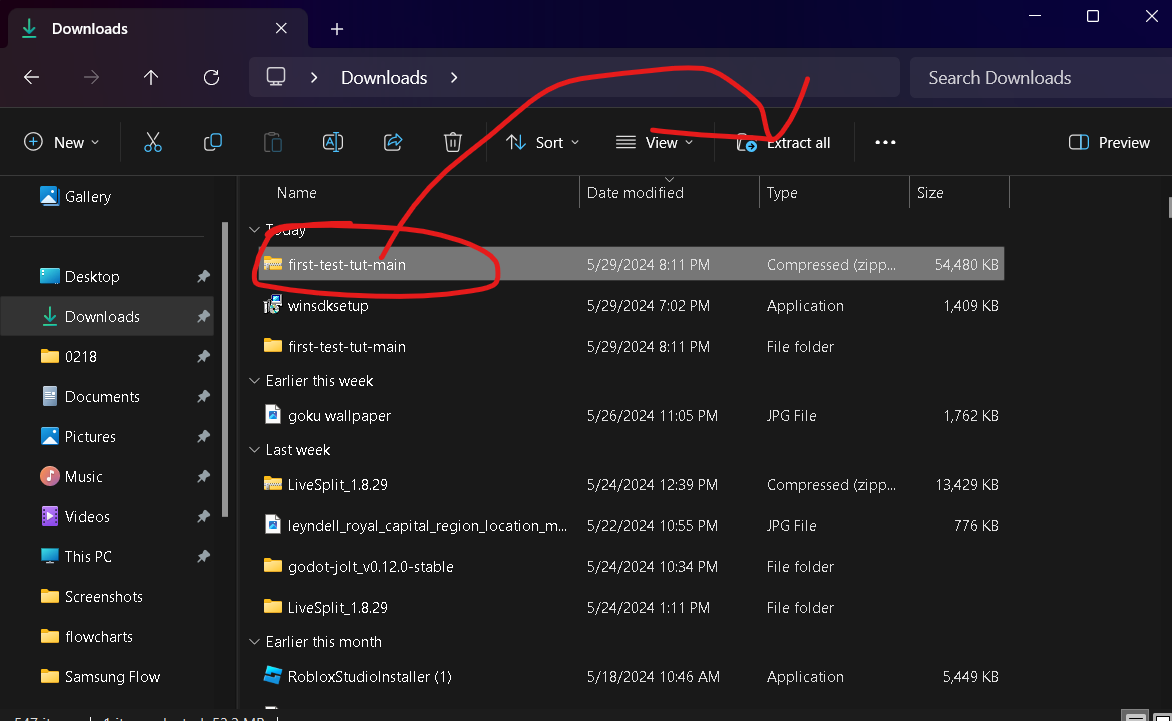 Downloads
Downloads
Search Downloads
New
Sort
View
Extract all
Preview
Gallery
Desktop
Downloads
0218
Documents
Pictures
Music
Videos
This PC
Screenshots
flowcharts
Samsung Flow
Name Date modified Type Size
Today
first-test-tut-main 5/29/2024 8:11 PM Compressed (zipp... 54,480 KB
winsdksetup 5/29/2024 7:02 PM Application 1,409 KB
first-test-tut-main 5/29/2024 8:11 PM File folder
Earlier this week
goku wallpaper 5/26/2024 11:05 PM JPG File 1,762 KB
Last week
LiveSplit_1.8.29 5/24/2024 12:39 PM Compressed (zipp... 13,429 KB
leyndell_royal_capital_region_location_m... 5/22/2024 10:55 PM JPG File 776 KB
godot-jolt_v0.12.0-stable 5/24/2024 10:34 PM File folder
LiveSplit_1.8.29 5/24/2024 1:11 PM File folder
Earlier this month
RobloxStudioInstaller (1) 5/18/2024 10:46 AM Application 5,449 KB